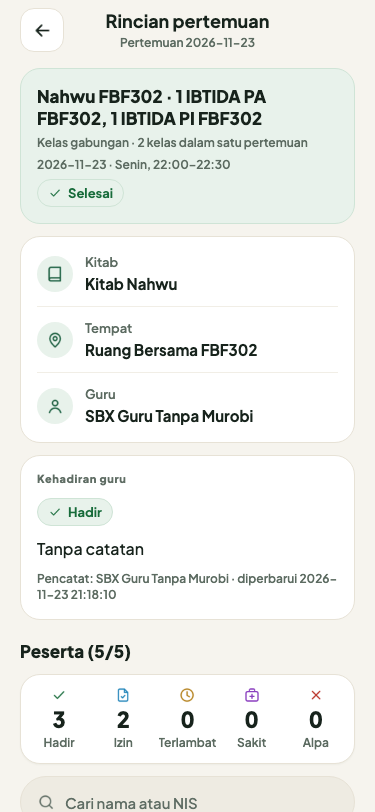 Rincian pertemuan
Pertemuan 2026-11-23
Nahwu FBF302 · 1 IBTIDA PA
FBF302, 1 IBTIDA PI FBF302
Kelas gabungan · 2 kelas dalam satu pertemuan
2026-11-23 · Senin, 22:00-22:30
Selesai
Kitab
Kitab Nahwu
Tempat
Ruang Bersama FBF302
Guru
SBX Guru Tanpa Murobi
Kehadiran guru
Hadir
Tanpa catatan
Pencatat: SBX Guru Tanpa Murobi · diperbarui 2026-
11-23 21:18:10
Peserta (5/5)
3 2 0 0 0
Hadir Izin Terlambat Sakit Alpa
Cari nama atau NIS